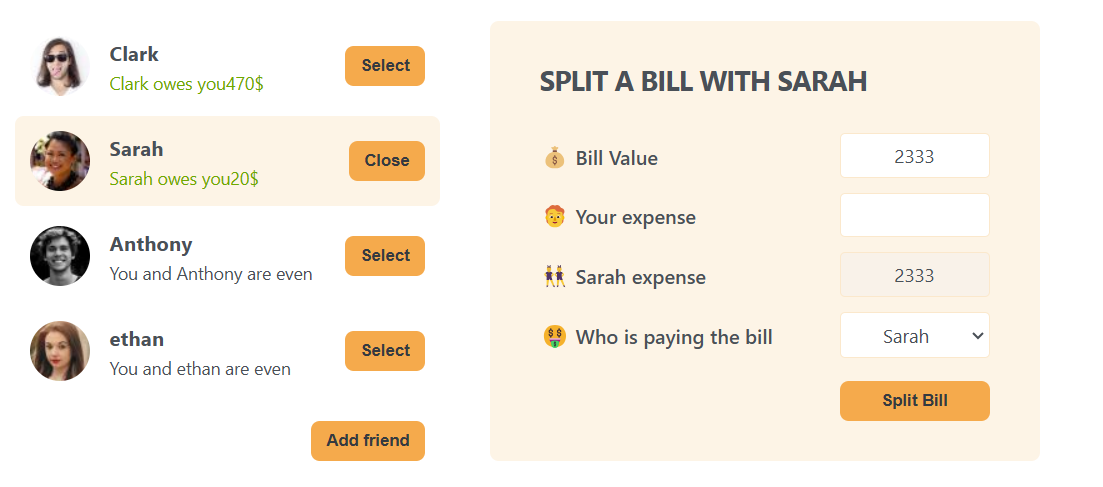 Clark
Clark owes you470$
Select
Sarah
Sarah owes you20$
Close
Anthony
You and Anthony are even
Select
ethan
You and ethan are even
Select
Add friend
SPLIT A BILL WITH SARAH
Bill Value
2333
Your expense
Sarah expense
2333
Who is paying the bill
Sarah
Split Bill